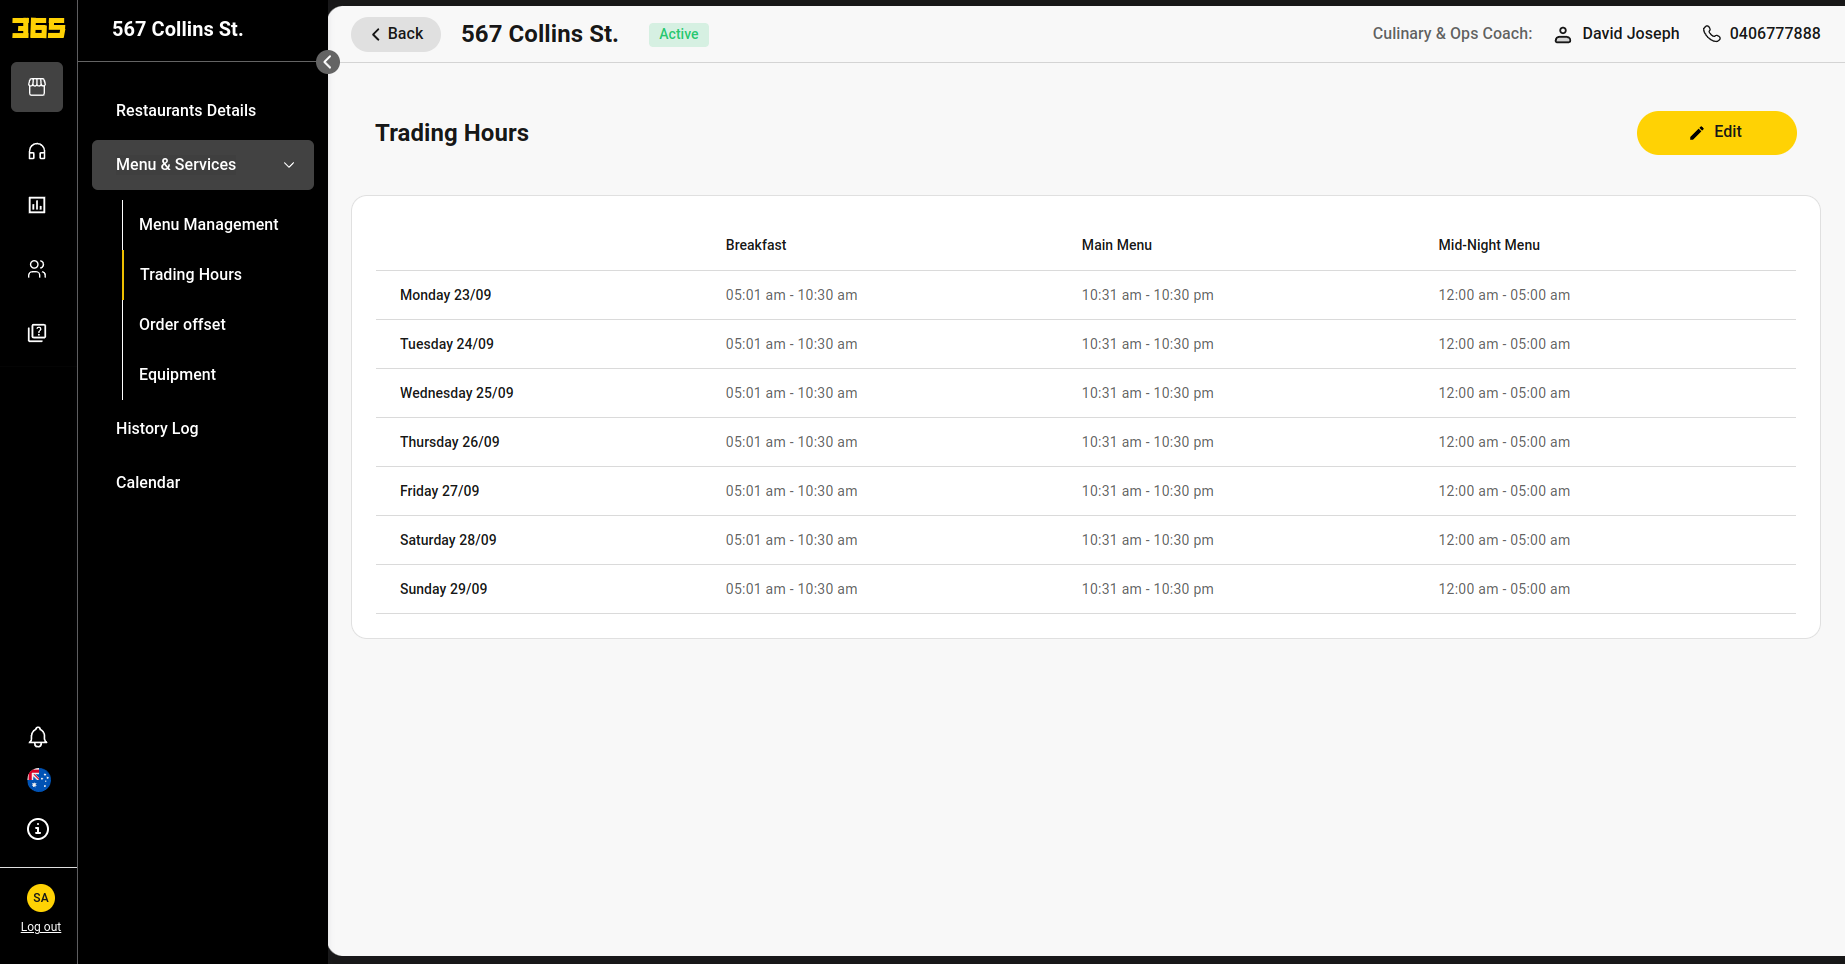 365
567 Collins St.
Restaurants Details
Menu & Services
Menu Management
Trading Hours
Order offset
Equipment
History Log
Calendar
SA
Log out
Back
567 Collins St.
Active
Culinary & Ops Coach:
David Joseph
0406777888
Trading Hours
Edit
Breakfast Main Menu Mid-Night Menu
Monday 23/09 05:01 am - 10:30 am 10:31 am - 10:30 pm 12:00 am - 05:00 am
Tuesday 24/09 05:01 am - 10:30 am 10:31 am - 10:30 pm 12:00 am - 05:00 am
Wednesday 25/09 05:01 am - 10:30 am 10:31 am - 10:30 pm 12:00 am - 05:00 am
Thursday 26/09 05:01 am - 10:30 am 10:31 am - 10:30 pm 12:00 am - 05:00 am
Friday 27/09 05:01 am - 10:30 am 10:31 am - 10:30 pm 12:00 am - 05:00 am
Saturday 28/09 05:01 am - 10:30 am 10:31 am - 10:30 pm 12:00 am - 05:00 am
Sunday 29/09 05:01 am - 10:30 am 10:31 am - 10:30 pm 12:00 am - 05:00 am